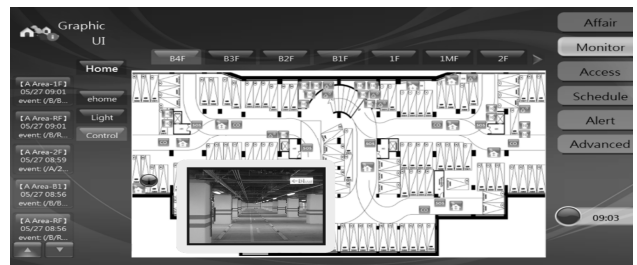 Graphic
UI
Home
ehome
Light
Control
B4F
B3F
B2F
B1F
1F
1MF
2F
Affair
Monitor
Access
Schedule
Alert
Advanced
09:03
[A Area-1F]
05/27 09:01
event: (/B/B...
[A Area-RF]
05/27 09:01
event: (/B/R...
[A Area-2F]
05/27 08:59
event: (/A/2...
[A Area-B1]
05/27 08:56
event: (/B/B...
[A Area-RF]
05/27 08:56
event: (/B/R...